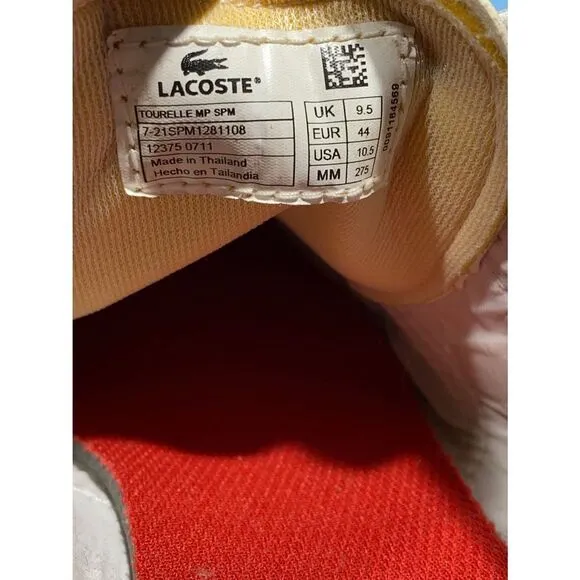 LACOSTE®
TOURELLE MP SPM
7-21SPM1281108
12375 0711
Made in Thailand
Hecho en Tailandia
UK 9.5
EUR 44
USA 10.5
MM 275
0091164569